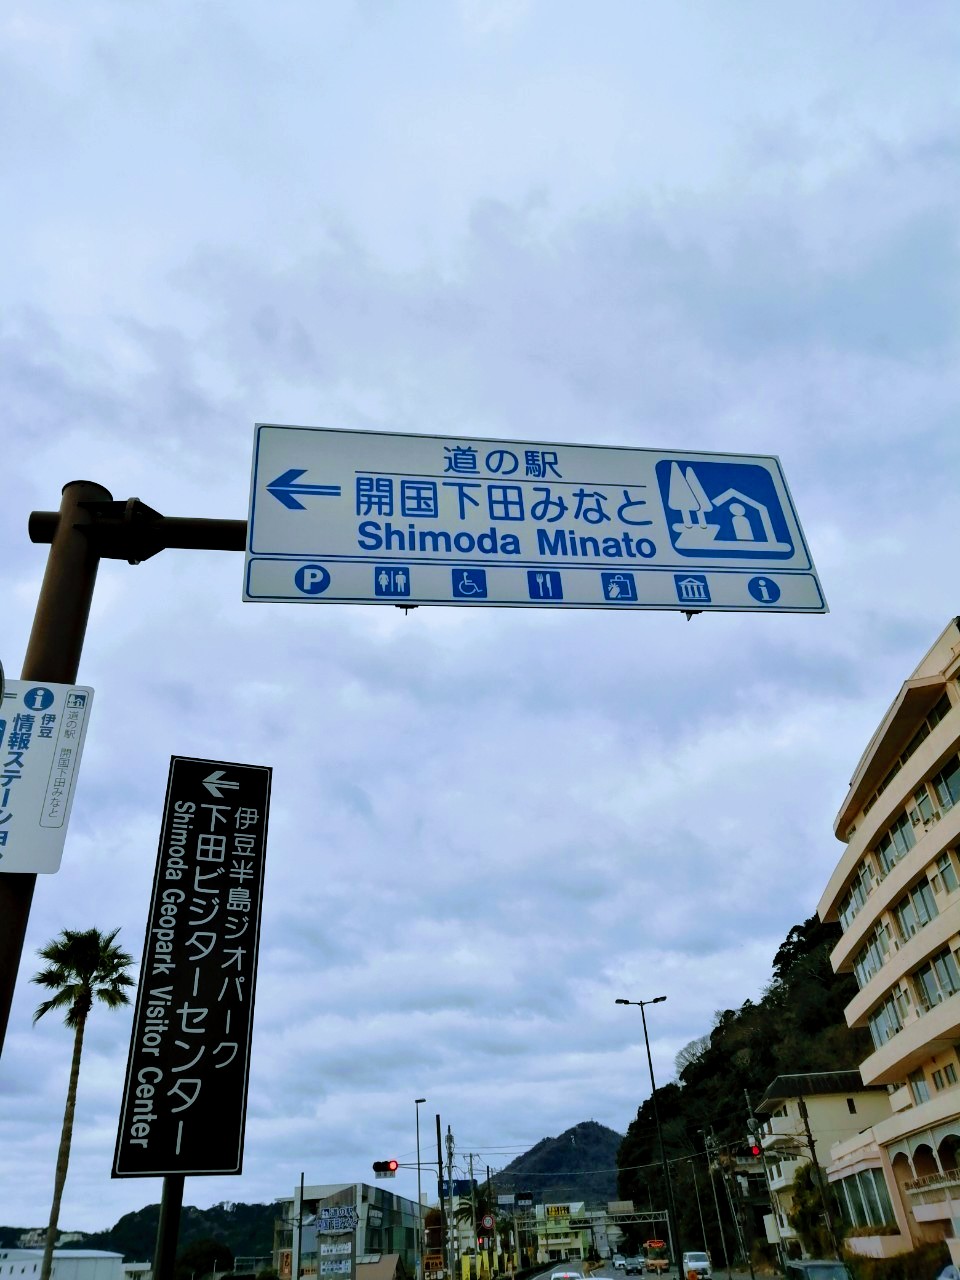 道の駅
開国下田みなと
Shimoda Minato
P
i
i
道の駅 開国下田みなと
伊豆
情報ステーション
伊豆半島ジオパーク
下田ビジターセンター
Shimoda Geopark Visitor Center